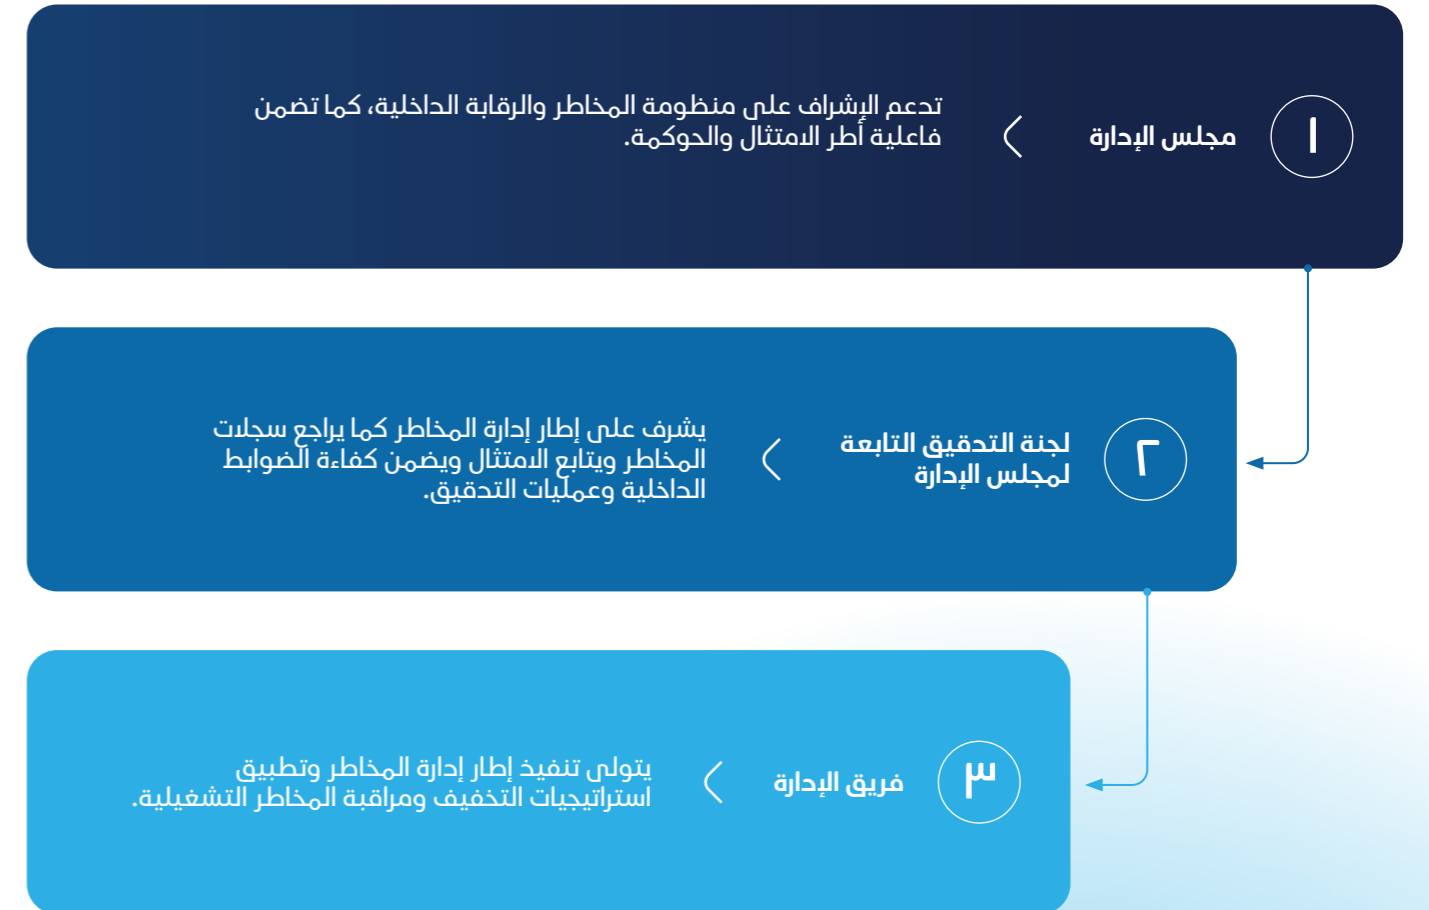 ١
مجلس الإدارة
تدعم الإشراف على منظومة المخاطر والرقابة الداخلية، كما تضمن
فاعلية أطر الامتثال والحوكمة.
٢
لجنة التدقيق التابعة
لمجلس الإدارة
يشرف على إطار إدارة المخاطر كما يراجع سجلات
المخاطر ويتابع الامتثال ويضمن كفاءة الضوابط
الداخلية وعمليات التدقيق.
٣
فريق الإدارة
يتولى تنفيذ إطار إدارة المخاطر وتطبيق
استراتيجيات التخفيف ومراقبة المخاطر التشغيلية.